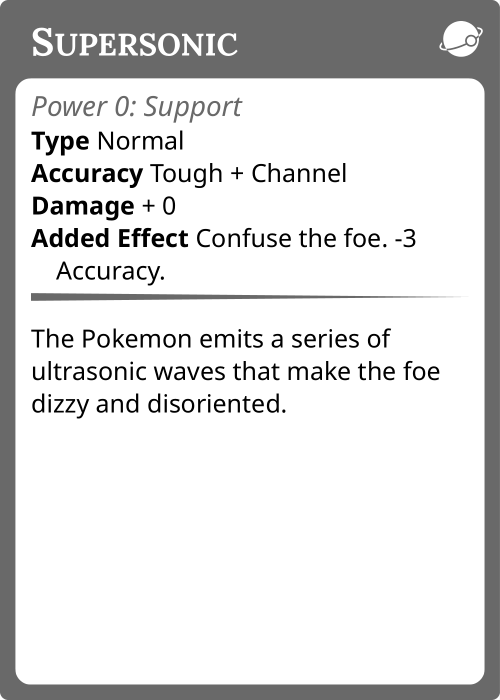 SUPERSONIC
Power 0: Support
Type Normal
Accuracy Tough + Channel
Damage + 0
Added Effect Confuse the foe. -3
Accuracy.
The Pokemon emits a series of
ultrasonic waves that make the foe
dizzy and disoriented.